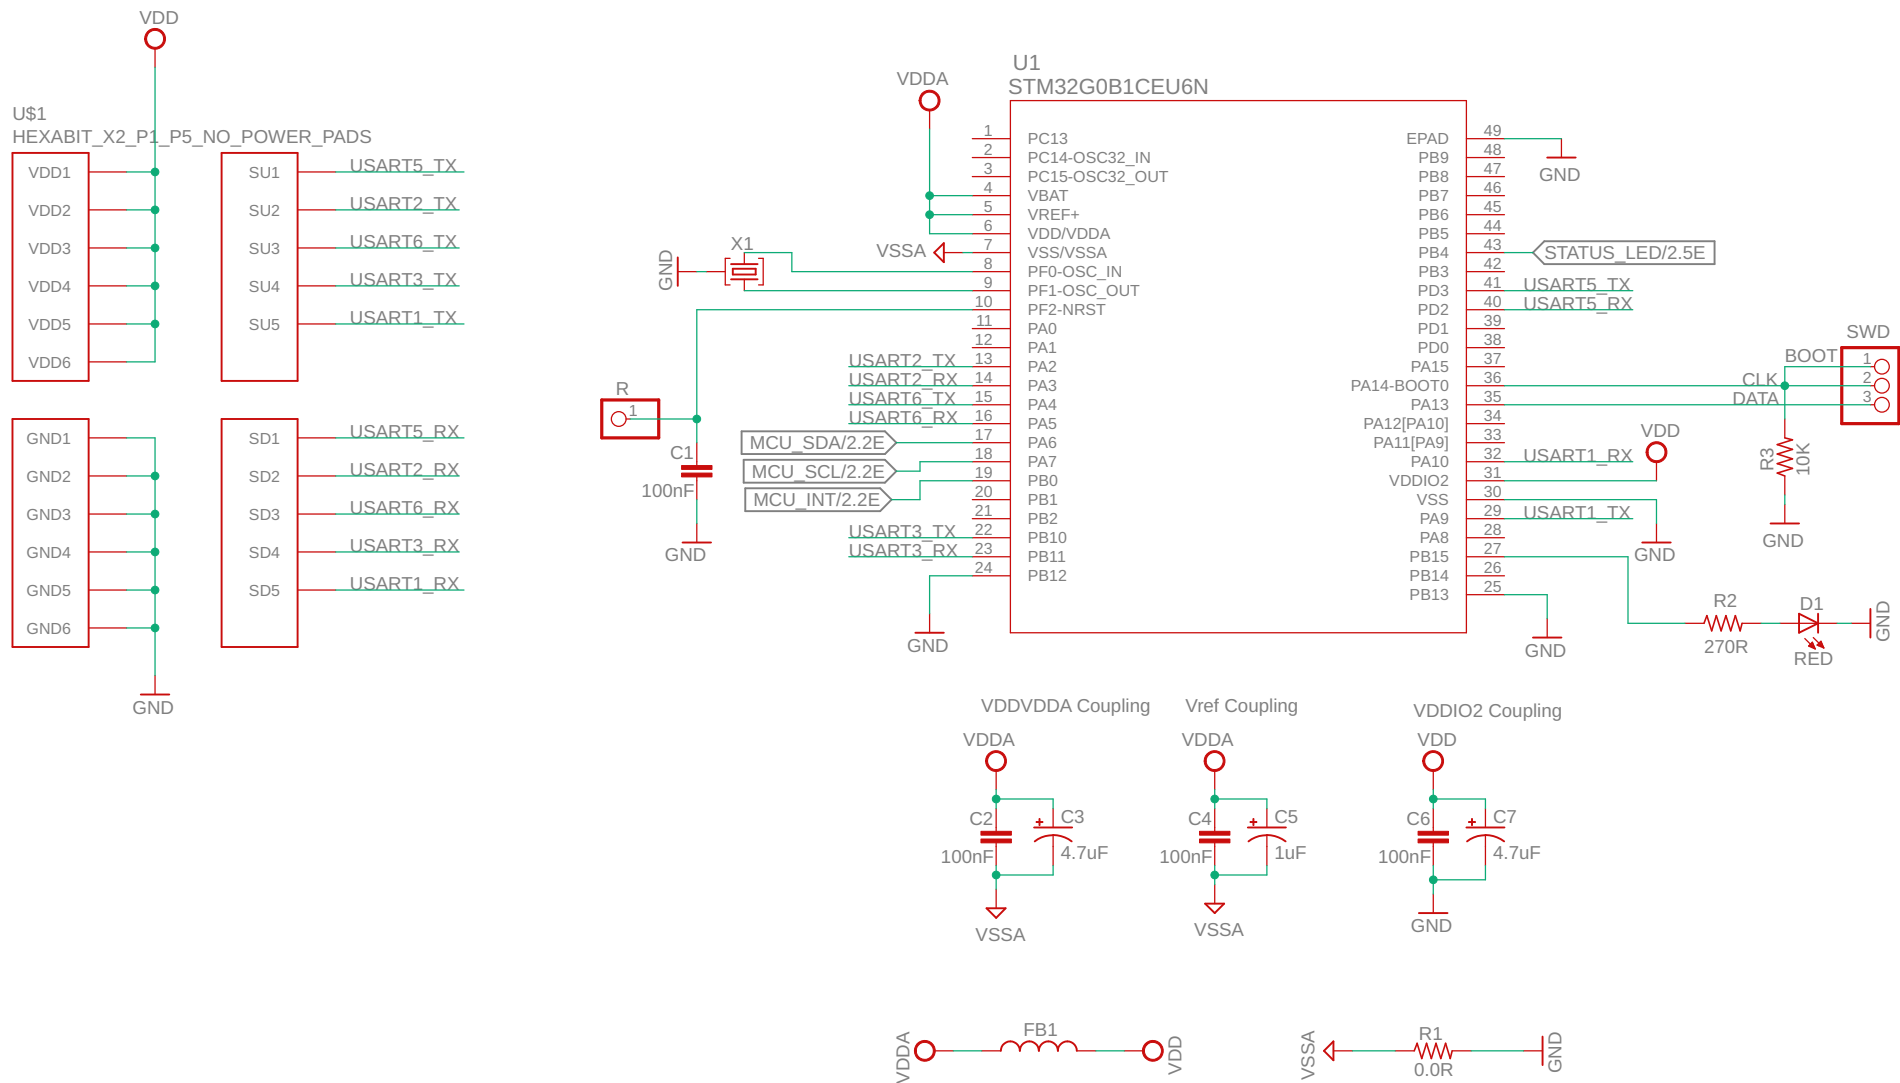 VDD
U$1
HEXABIT_X2_P1_P5_NO_POWER_PADS
VDD1
VDD2
VDD3
VDD4
VDD5
VDD6
SU1 USART5_TX
SU2 USART2_TX
SU3 USART6_TX
SU4 USART3_TX
SU5 USART1_TX
GND1
GND2
GND3
GND4
GND5
GND6
SD1 USART5_RX
SD2 USART2_RX
SD3 USART6_RX
SD4 USART3_RX
SD5 USART1_RX
GND
U1
STM32G0B1CEU6N
VDDA
1 PC13
2 PC14-OSC32_IN
3 PC15-OSC32_OUT
4 VBAT
5 VREF+
6 VDD/VDDA
VSSA 7 VSS/VSSA
8 PF0-OSC_IN
9 PF1-OSC_OUT
10 PF2-NRST
11 PA0
12 PA1
USART2_TX 13 PA2
USART2_RX 14 PA3
USART6_TX 15 PA4
USART6_RX 16 PA5
MCU_SDA/2.2E 17 PA6
MCU_SCL/2.2E 18 PA7
MCU_INT/2.2E 19 PB0
20 PB1
21 PB2
USART3_TX 22 PB10
USART3_RX 23 PB11
24 PB12
GND
X1
GND
R
1
C1
100nF
GND
EPAD 49
GND
PB9 48
PB8 47
PB7 46
PB6 45
PB5 44
PB4 43 STATUS_LED/2.5E
PB3 42
PD3 41 USART5_TX
PD2 40 USART5_RX
PD1 39
PD0 38
PA15 37
PA14-BOOT0 36 CLK
PA13 35 DATA
PA12[PA10] 34
PA11[PA9] 33
PA10 32 USART1_RX
VDDIO2 31 VDD
VSS 30
PA9 29 USART1_TX
GND
PA8 28
PB15 27
PB14 26
PB13 25
GND
SWD
BOOT 1
2
3
R3
10K
GND
R2
270R
D1
RED
GND
VDDVDDA Coupling
VDDA
C2
100nF
C3
4.7uF
VSSA
Vref Coupling
VDDA
C4
100nF
C5
1uF
VSSA
VDDIO2 Coupling
VDD
C6
100nF
C7
4.7uF
GND
VDDA FB1 VDD
VSSA R1 GND
0.0R